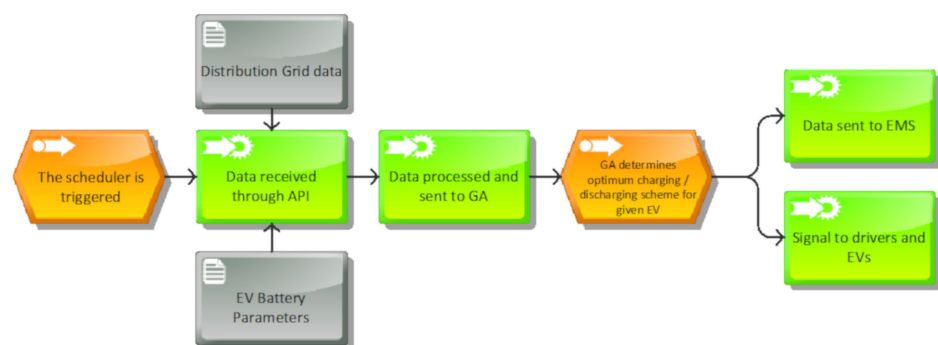 Distribution Grid data
The scheduler is
triggered
Data received
through API
Data processed and
sent to GA
GA determines
optimum charging /
discharging scheme for
given EV
Data sent to EMS
Signal to drivers and
EVs
EV Battery
Parameters